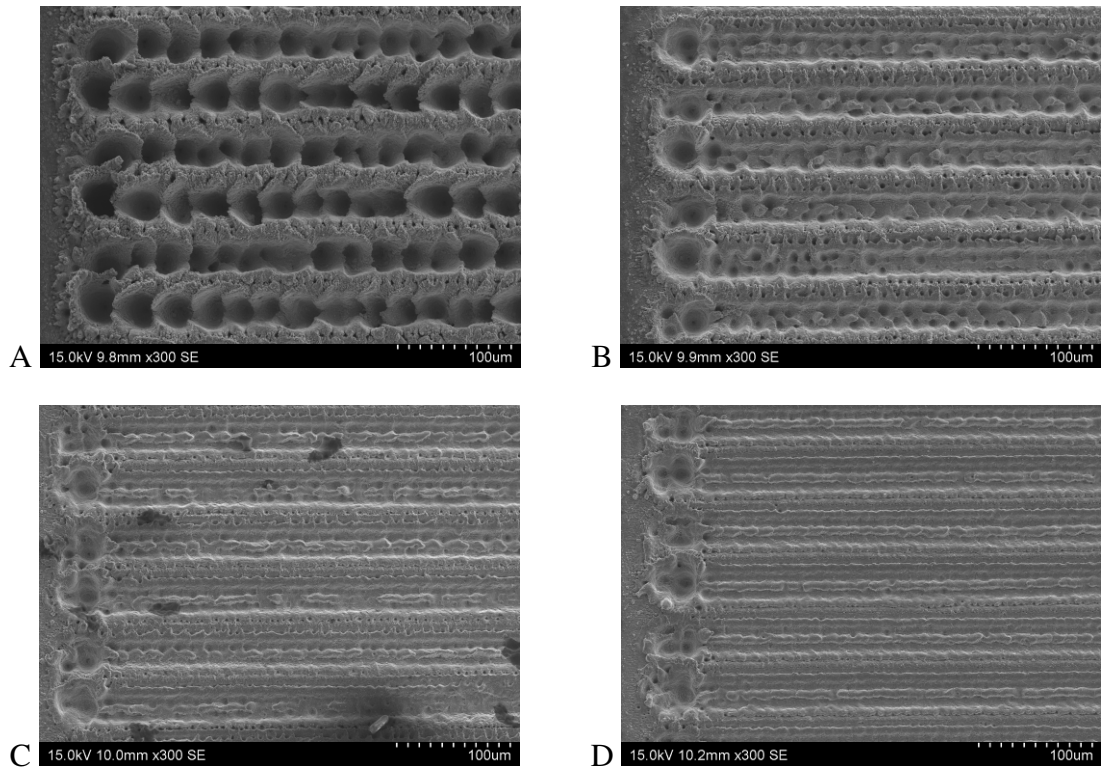 15.0kV 9.8mm x300 SE 100um
A
15.0kV 9.9mm x300 SE 100um
B
15.0kV 10.0mm x300 SE 100um
C
15.0kV 10.2mm x300 SE 100um
D